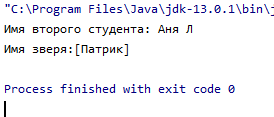 "C:\Program Files\Java\jdk-13.0.1\bin\j
Имя второго студента: Аня Л
Имя зверя:[Патрик]
Process finished with exit code 0